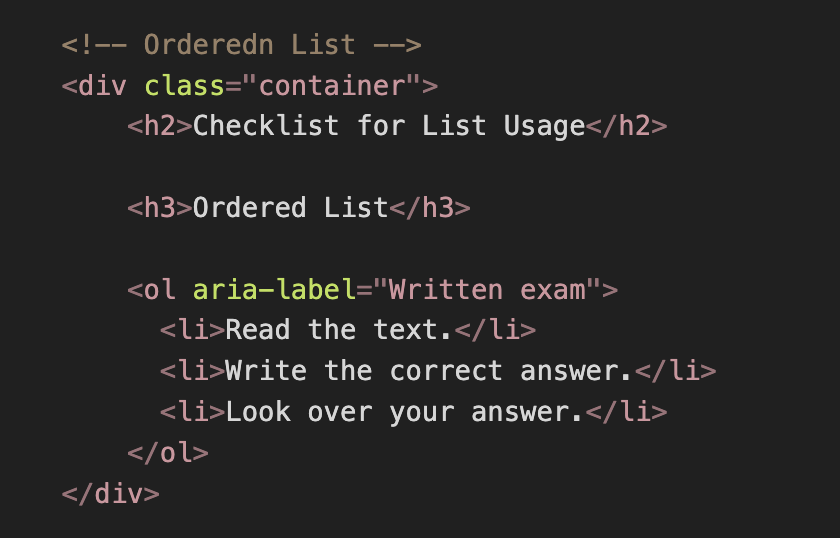 <!-- Orderedn List -->
<div class="container">
<h2>Checklist for List Usage</h2>
<h3>Ordered List</h3>
<ol aria-label="Written exam">
<li>Read the text.</li>
<li>Write the correct answer.</li>
<li>Look over your answer.</li>
</ol>
</div>